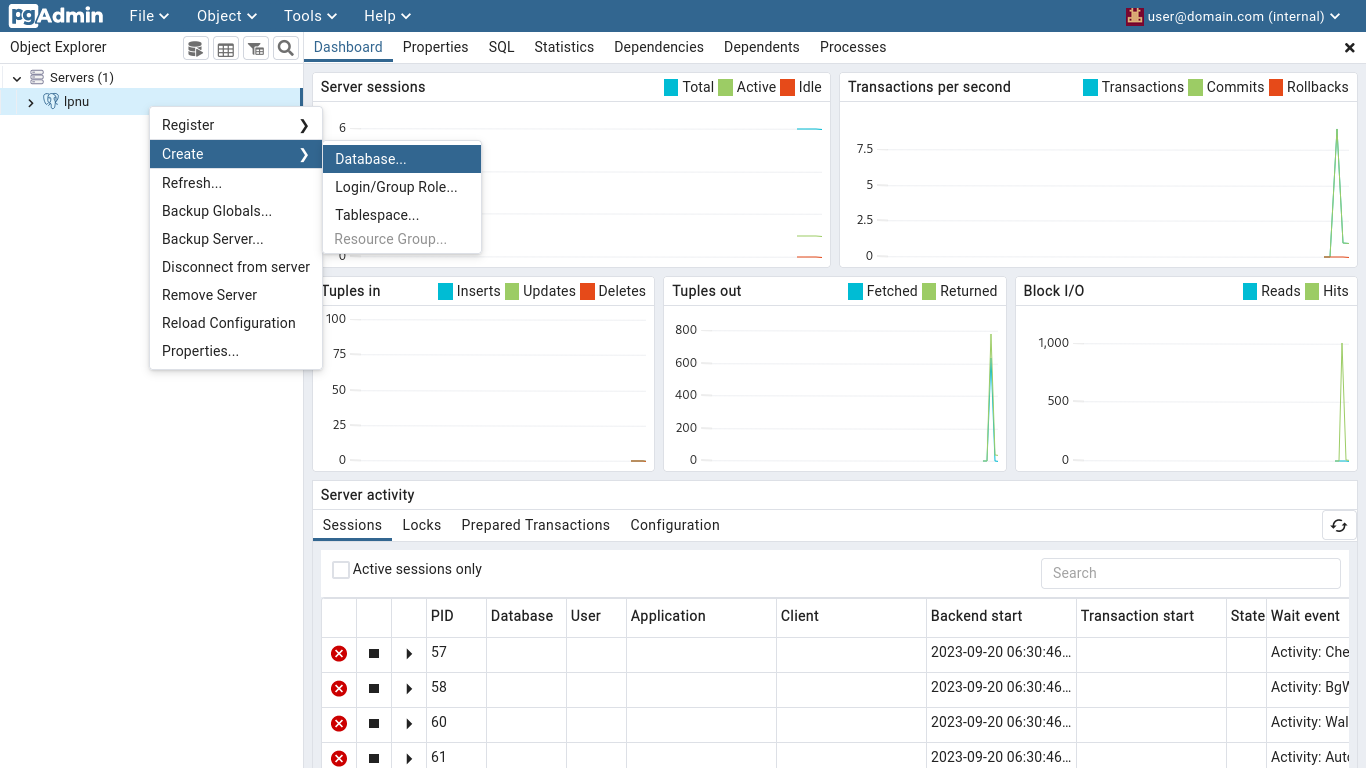 pgAdmin File Object Tools Help user@domain.com (internal)
Object Explorer Dashboard Properties SQL Statistics Dependencies Dependents Processes
Servers (1)
lpnu
Register
Create
Refresh...
Backup Globals...
Backup Server...
Disconnect from server
Remove Server
Reload Configuration
Properties...
Database...
Login/Group Role...
Tablespace...
Resource Group...
Server sessions Total Active Idle
6
0
Transactions per second Transactions Commits Rollbacks
7.5
5
2.5
0
Tuples in Inserts Updates Deletes
100
75
50
25
0
Tuples out Fetched Returned
800
600
400
200
0
Block I/O Reads Hits
1,000
500
0
Server activity
Sessions Locks Prepared Transactions Configuration
Active sessions only Search
PID Database User Application Client Backend start Transaction start State Wait event
57 2023-09-20 06:30:46... Activity: Che
58 2023-09-20 06:30:46... Activity: BgW
60 2023-09-20 06:30:46... Activity: Wal
61 2023-09-20 06:30:46... Activity: Auto